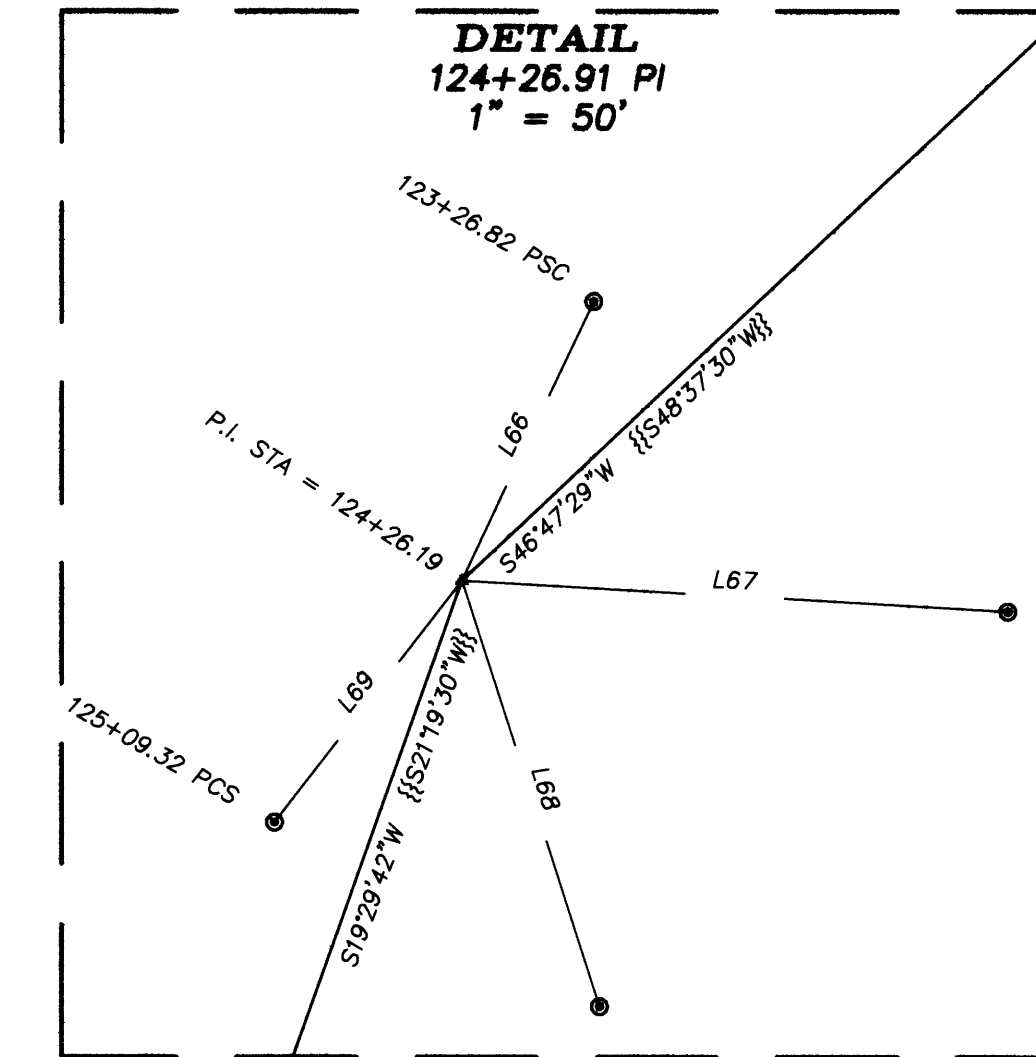 DETAIL
124+26.91 PI
1" = 50'
123+26.82 PSC
{{S48°37'30"W}}
L66
P.I. STA = 124+26.19
S46°47'29"W
L67
{{S21°19'30"W}}
L69
125+09.32 PCS
L68
S19°29'42"W